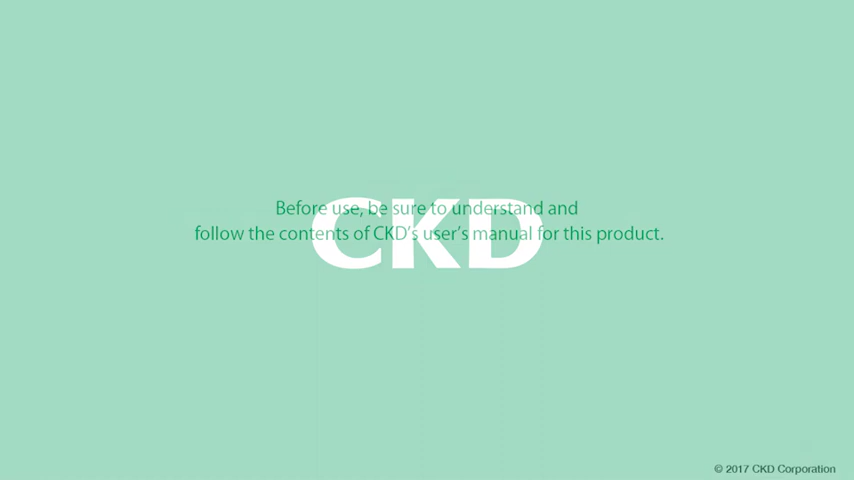 Before use, be sure to understand and
follow the contents of CKD's user's manual for this product.
CKD
© 2017 CKD Corporation